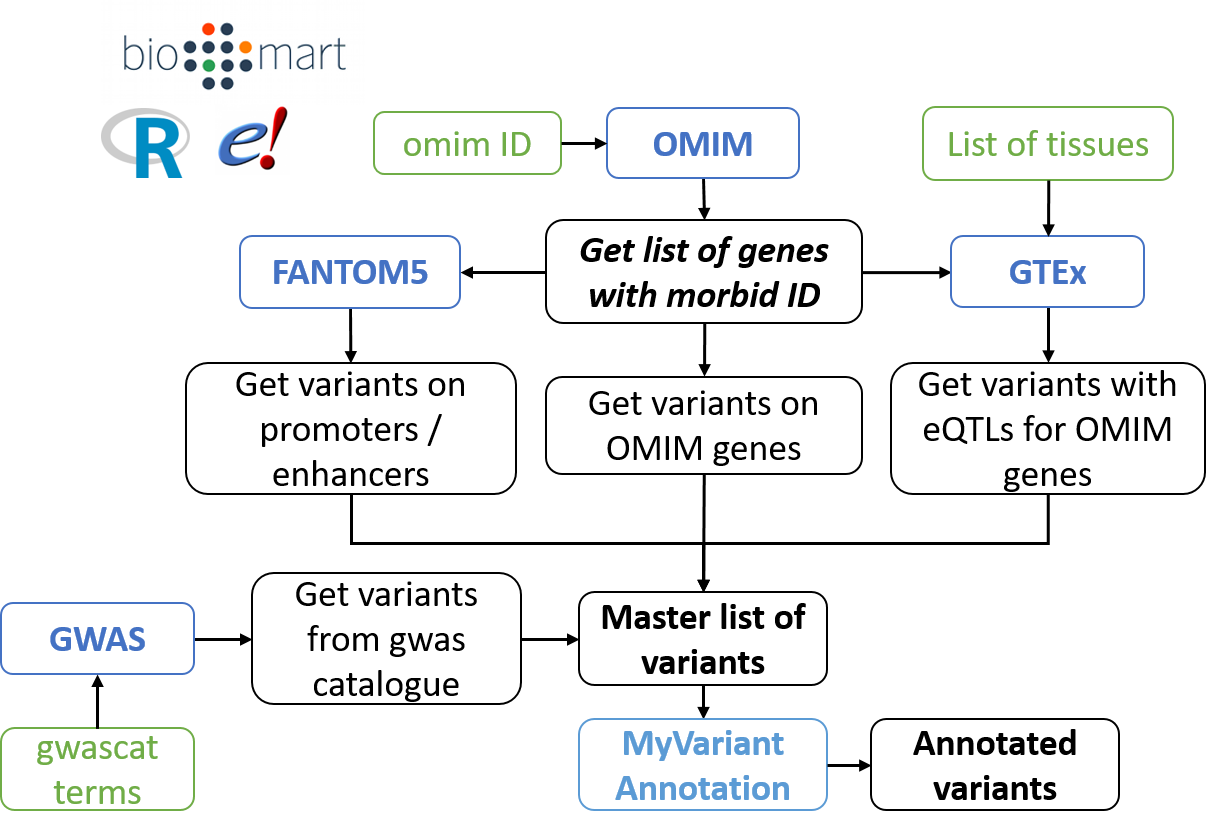 bio mart
R e!
omim ID
OMIM
List of tissues
FANTOM5
Get list of genes
with morbid ID
GTEx
Get variants on
promoters /
enhancers
Get variants on
OMIM genes
Get variants with
eQTLs for OMIM
genes
GWAS
Get variants
from gwas
catalogue
Master list of
variants
gwascat
terms
MyVariant
Annotation
Annotated
variants